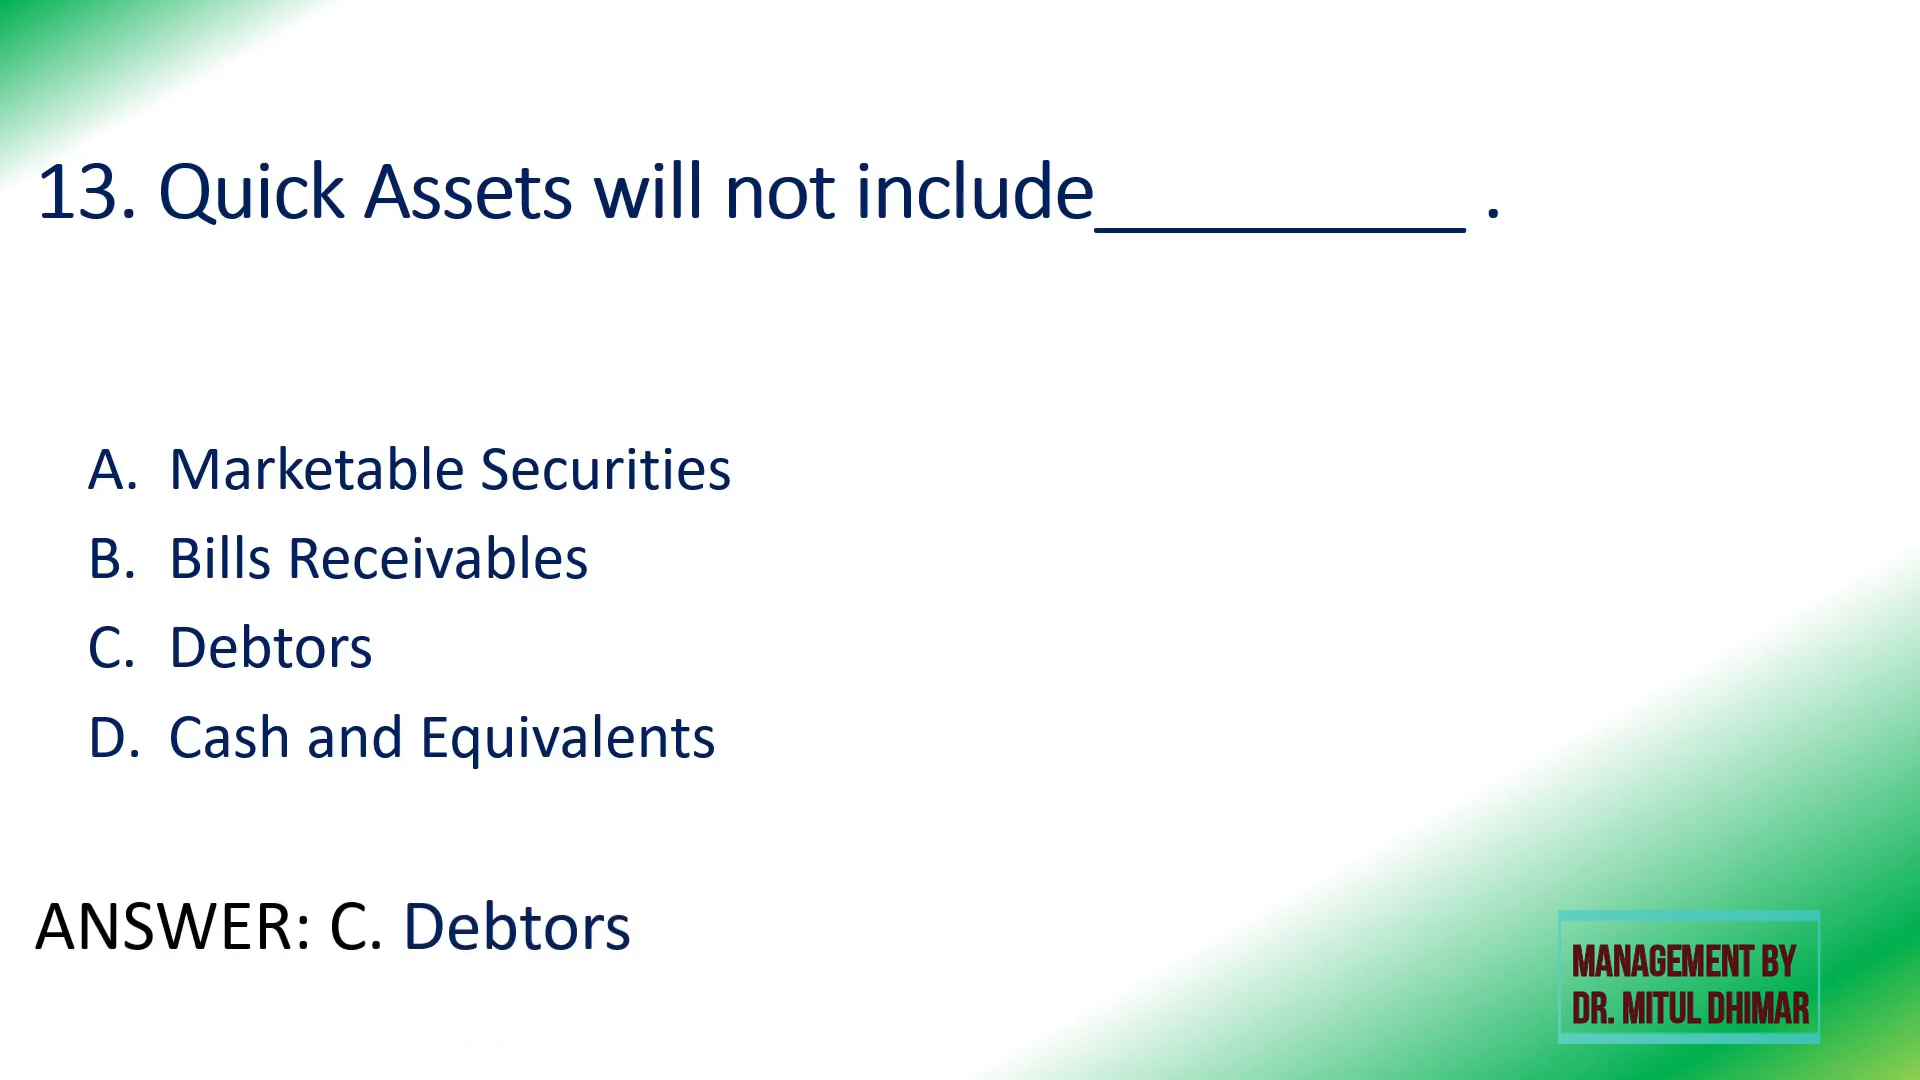 13. Quick Assets will not include__________ .
A. Marketable Securities
B. Bills Receivables
C. Debtors
D. Cash and Equivalents
ANSWER: C. Debtors
MANAGEMENT BY
DR. MITUL DHIMAR